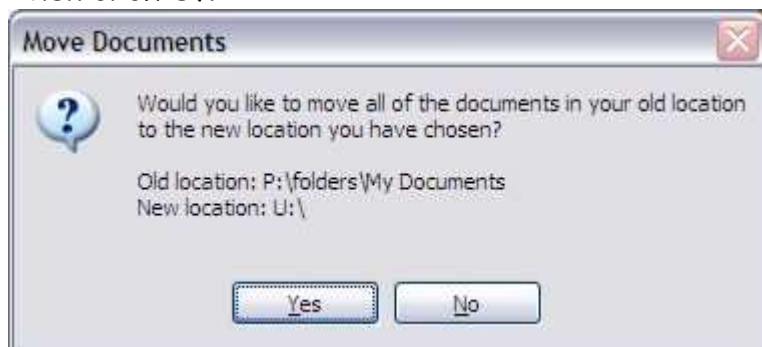 Move Documents
Would you like to move all of the documents in your old location
to the new location you have chosen?
Old location: P:\folders\My Documents
New location: U:\
Yes
No